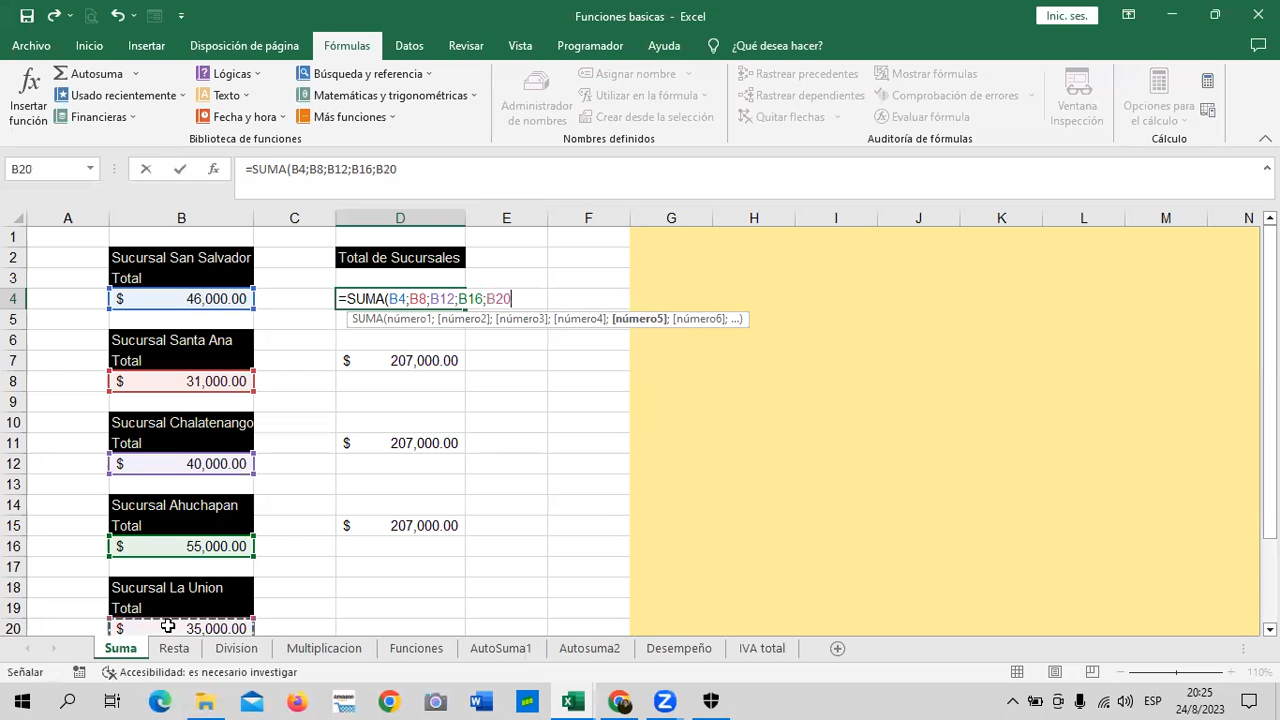 Funciones basicas - Excel
Inic. ses.
Archivo Inicio Insertar Disposición de página Fórmulas Datos Revisar Vista Programador Ayuda ¿Qué desea hacer?
Insertar función
Autosuma
Usado recientemente
Financieras
Lógicas
Texto
Fecha y hora
Búsqueda y referencia
Matemáticas y trigonométricas
Más funciones
Biblioteca de funciones
Administrador de nombres
Asignar nombre
Utilizar en la fórmula
Crear desde la selección
Nombres definidos
Rastrear precedentes
Rastrear dependientes
Quitar flechas
Mostrar fórmulas
Comprobación de errores
Evaluar fórmula
Auditoría de fórmulas
Ventana Inspección
Opciones para el cálculo
Cálculo
B20 fx =SUMA(B4;B8;B12;B16;B20
A B C D E F G H I J K L M N
1
2 Sucursal San Salvador Total de Sucursales
3 Total
4 $ 46,000.00 =SUMA(B4;B8;B12;B16;B20
5 SUMA(número1; [número2]; [número3]; [número4]; [número5]; [número6]; ...)
6 Sucursal Santa Ana
7 Total $ 207,000.00
8 $ 31,000.00
9
10 Sucursal Chalatenango
11 Total $ 207,000.00
12 $ 40,000.00
13
14 Sucursal Ahuchapan
15 Total $ 207,000.00
16 $ 55,000.00
17
18 Sucursal La Union
19 Total
20 $ 35,000.00
Suma Resta Division Multiplicacion Funciones AutoSuma1 Autosuma2 Desempeño IVA total
Señalar Accesibilidad: es necesario investigar 110%
ESP 20:25
24/8/2023